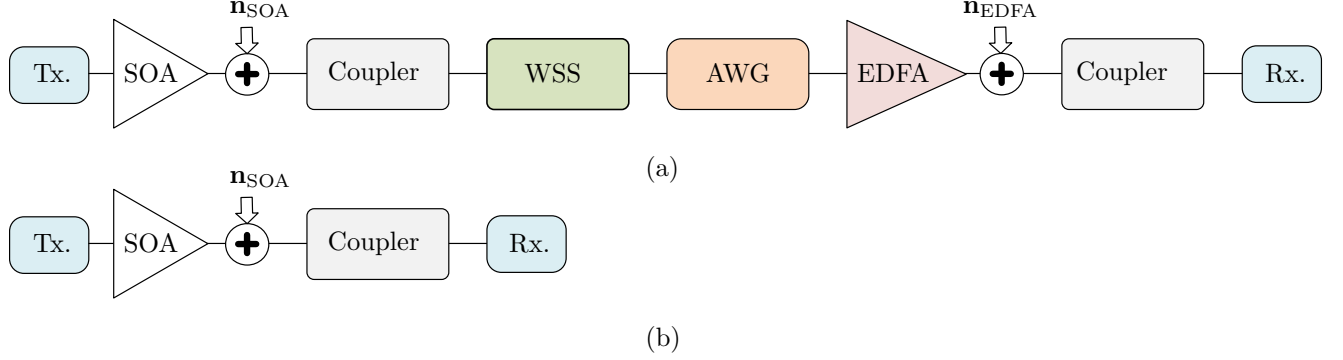 n_SOA n_EDFA
Tx. SOA Coupler WSS AWG EDFA Coupler Rx.
(a)
n_SOA
Tx. SOA Coupler Rx.
(b)